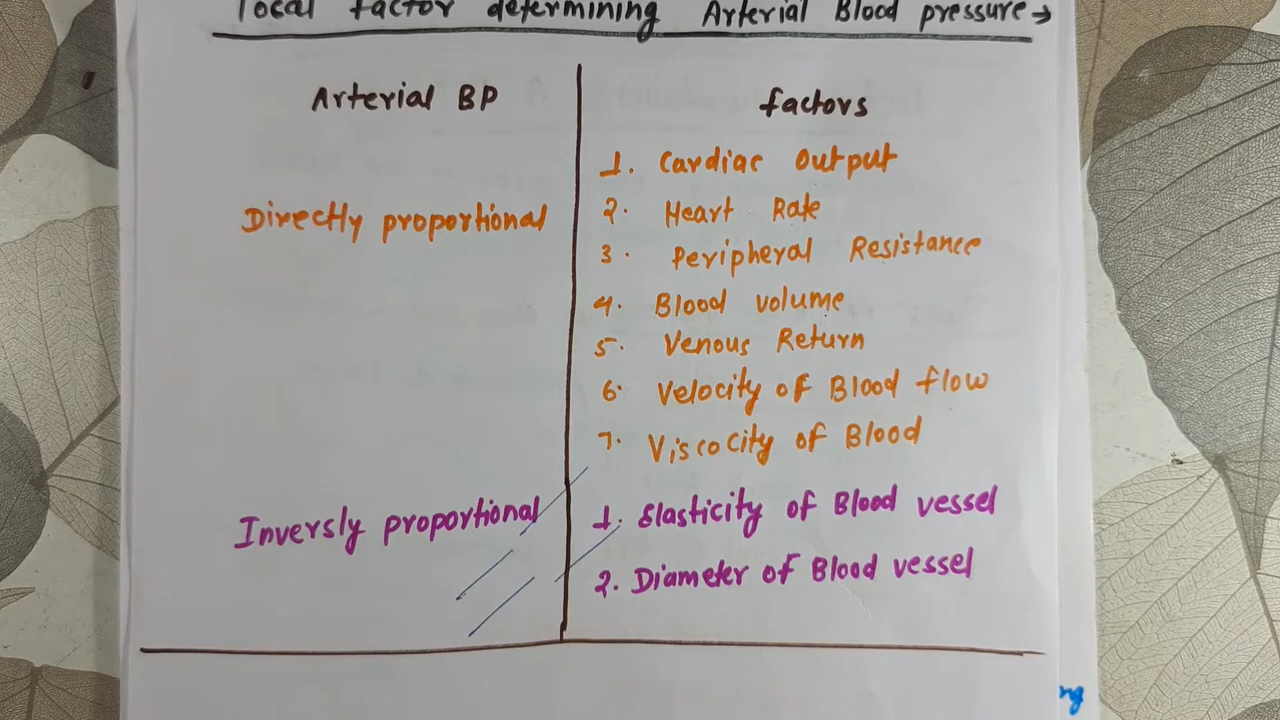 Local factor determining Arterial Blood pressure →
Arterial BP
factors
Directly proportional
1. Cardiac Output
2. Heart Rate
3. Peripheral Resistance
4. Blood volume
5. Venous Return
6. Velocity of Blood flow
7. Viscocity of Blood
Inversly proportional
1. Elasticity of Blood vessel
2. Diameter of Blood vessel
ng